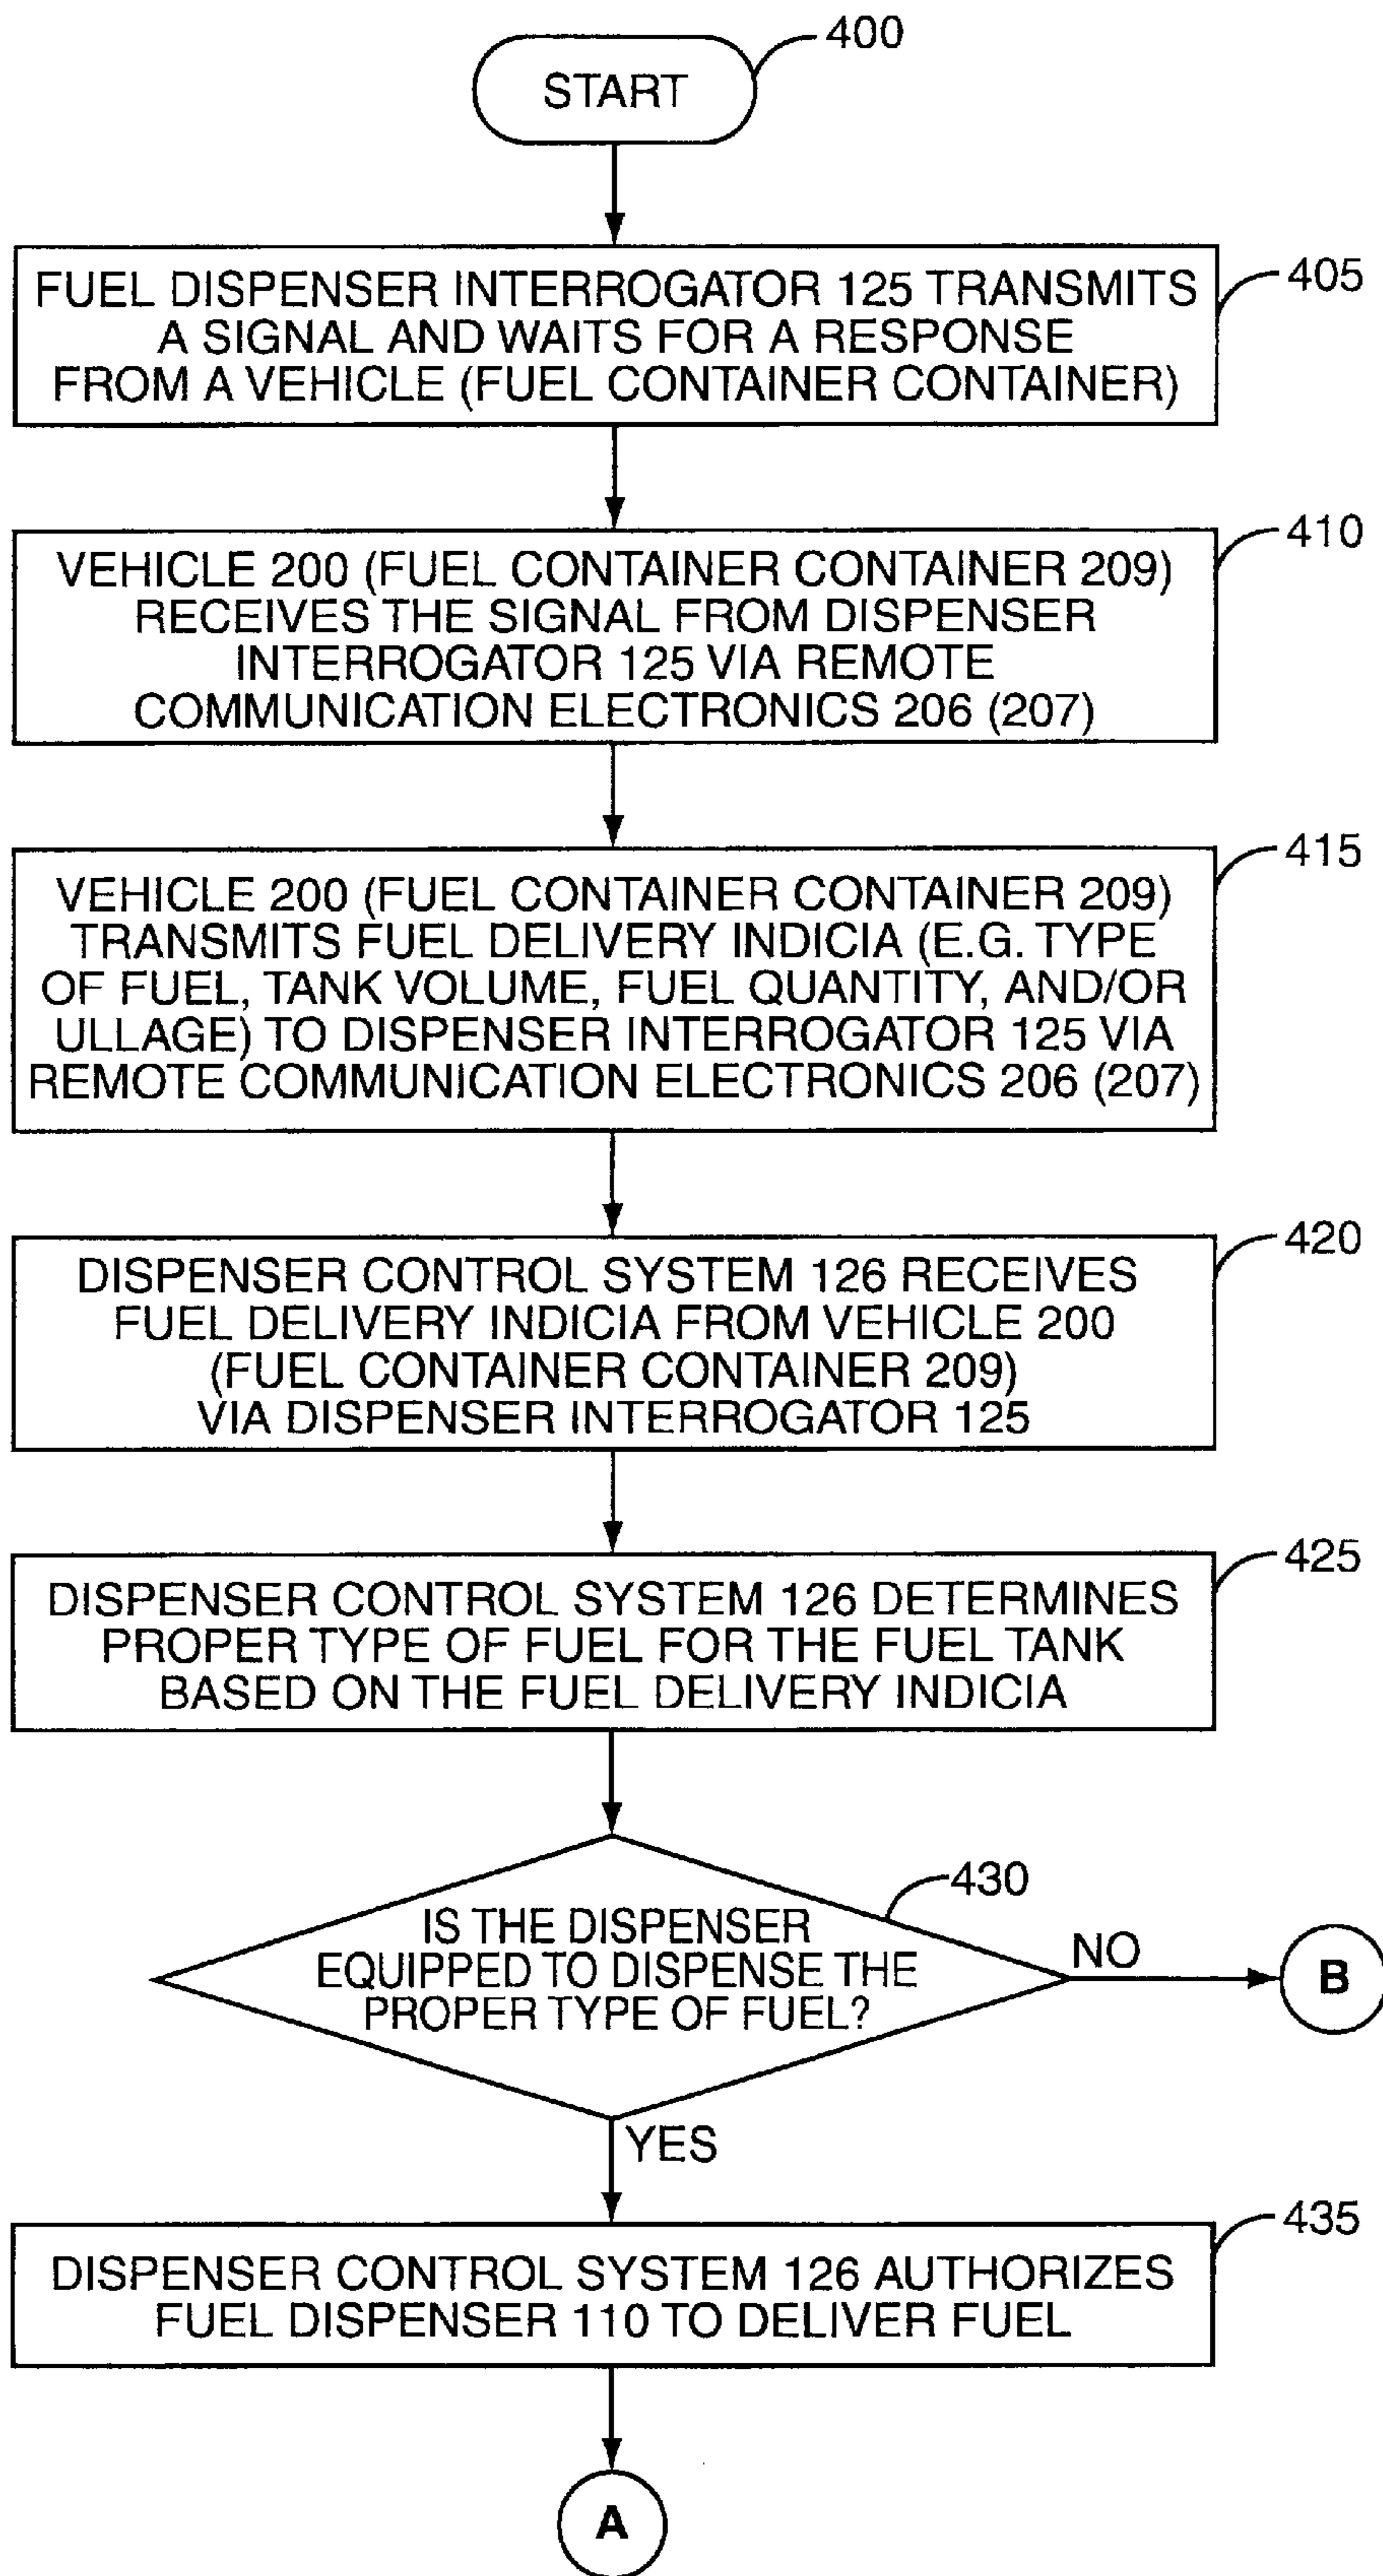 400
START
405
FUEL DISPENSER INTERROGATOR 125 TRANSMITS
A SIGNAL AND WAITS FOR A RESPONSE
FROM A VEHICLE (FUEL CONTAINER CONTAINER)
410
VEHICLE 200 (FUEL CONTAINER CONTAINER 209)
RECEIVES THE SIGNAL FROM DISPENSER
INTERROGATOR 125 VIA REMOTE
COMMUNICATION ELECTRONICS 206 (207)
415
VEHICLE 200 (FUEL CONTAINER CONTAINER 209)
TRANSMITS FUEL DELIVERY INDICIA (E.G. TYPE
OF FUEL, TANK VOLUME, FUEL QUANTITY, AND/OR
ULLAGE) TO DISPENSER INTERROGATOR 125 VIA
REMOTE COMMUNICATION ELECTRONICS 206 (207)
420
DISPENSER CONTROL SYSTEM 126 RECEIVES
FUEL DELIVERY INDICIA FROM VEHICLE 200
(FUEL CONTAINER CONTAINER 209)
VIA DISPENSER INTERROGATOR 125
425
DISPENSER CONTROL SYSTEM 126 DETERMINES
PROPER TYPE OF FUEL FOR THE FUEL TANK
BASED ON THE FUEL DELIVERY INDICIA
430
IS THE DISPENSER
EQUIPPED TO DISPENSE THE
PROPER TYPE OF FUEL?
NO
B
YES
435
DISPENSER CONTROL SYSTEM 126 AUTHORIZES
FUEL DISPENSER 110 TO DELIVER FUEL
A